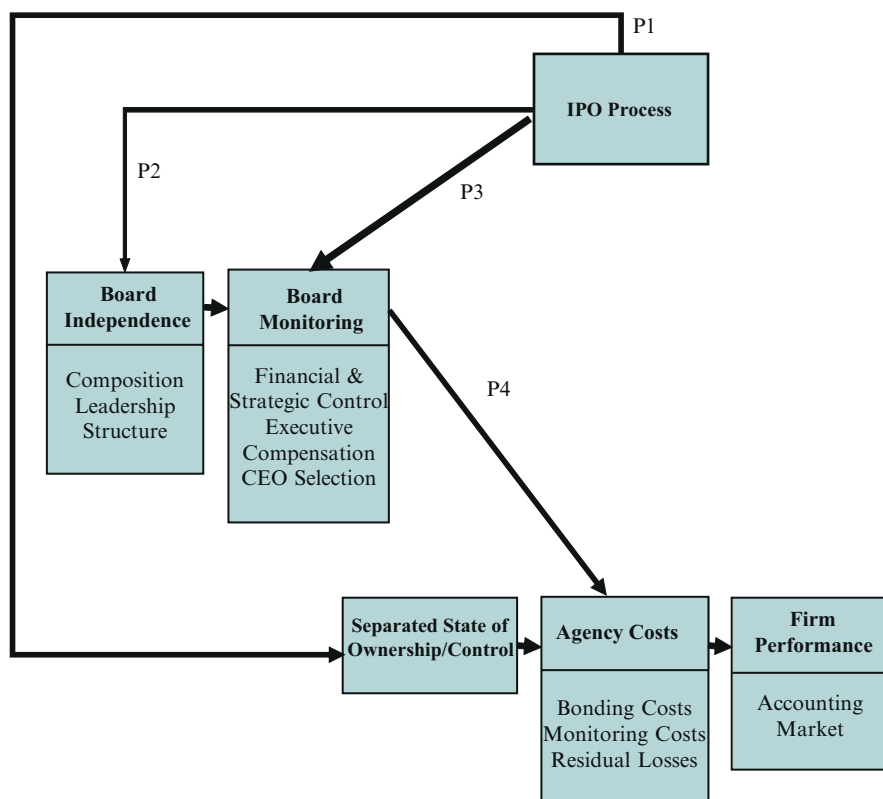 P1
IPO Process
P2
P3
Board
Independence
Composition
Leadership
Structure
Board
Monitoring
Financial &
Strategic Control
Executive
Compensation
CEO Selection
P4
Separated State of
Ownership/Control
Agency Costs
Bonding Costs
Monitoring Costs
Residual Losses
Firm
Performance
Accounting
Market